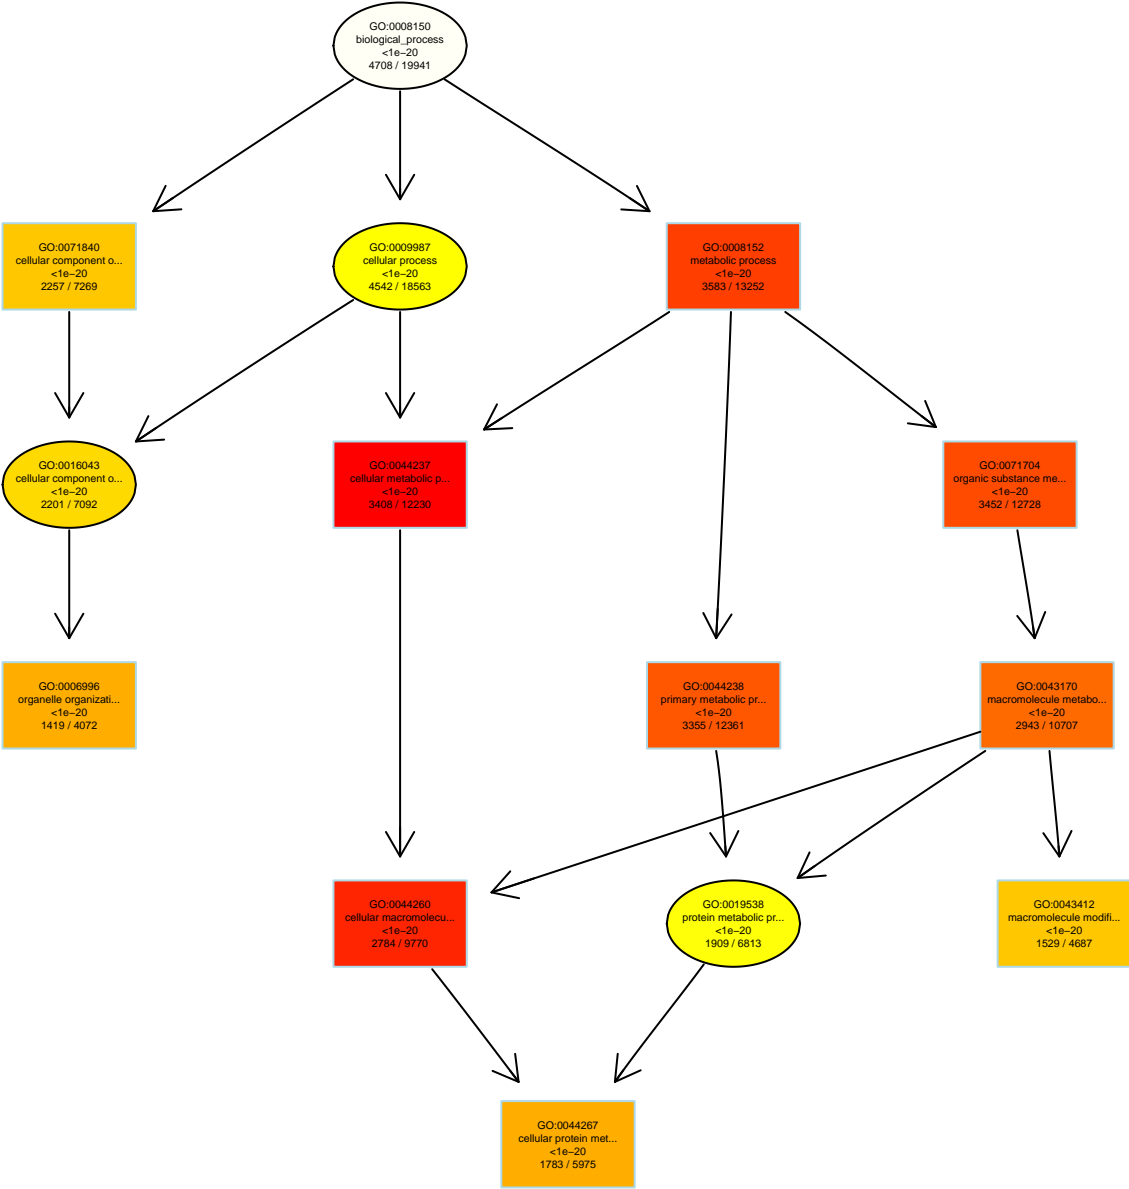 GO:0008150
biological_process
<1e−20
4708 / 19941
GO:0071840
cellular component o...
<1e−20
2257 / 7269
GO:0009987
cellular process
<1e−20
4542 / 18563
GO:0008152
metabolic process
<1e−20
3583 / 13252
GO:0016043
cellular component o...
<1e−20
2201 / 7092
GO:0044237
cellular metabolic p...
<1e−20
3408 / 12230
GO:0071704
organic substance me...
<1e−20
3452 / 12728
GO:0006996
organelle organizati...
<1e−20
1419 / 4072
GO:0044238
primary metabolic pr...
<1e−20
3355 / 12361
GO:0043170
macromolecule metabo...
<1e−20
2943 / 10707
GO:0044260
cellular macromolecu...
<1e−20
2784 / 9770
GO:0019538
protein metabolic pr...
<1e−20
1909 / 6813
GO:0043412
macromolecule modifi...
<1e−20
1529 / 4687
GO:0044267
cellular protein met...
<1e−20
1783 / 5975